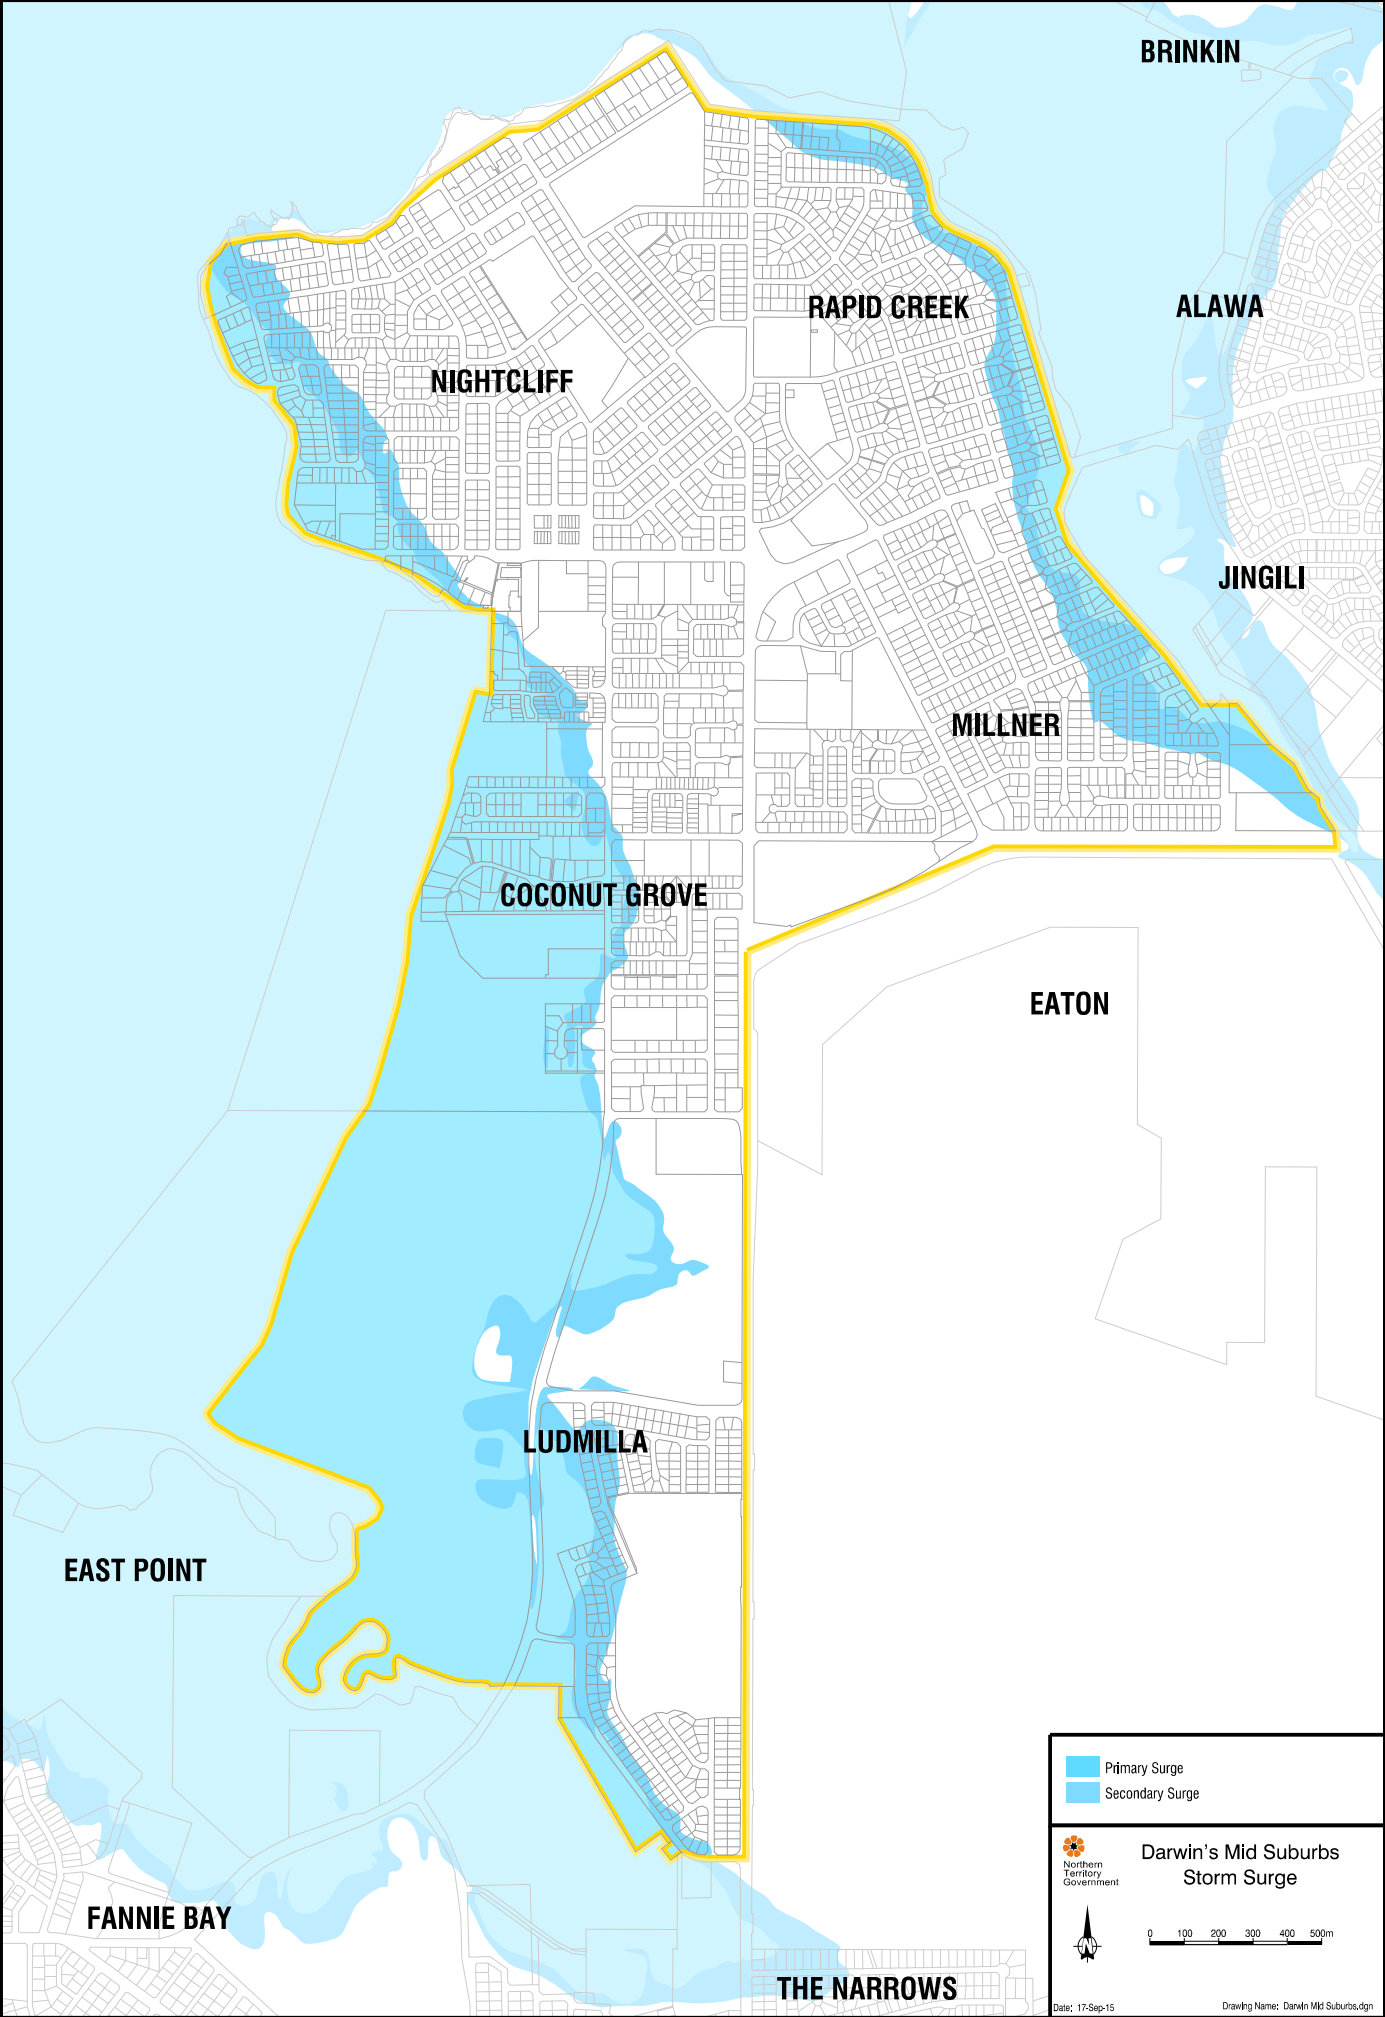 BRINKIN
RAPID CREEK
ALAWA
NIGHTCLIFF
JINGILI
MILLNER
COCONUT GROVE
EATON
LUDMILLA
EAST POINT
FANNIE BAY
THE NARROWS
Primary Surge
Secondary Surge
Northern
Territory
Government
Darwin's Mid Suburbs
Storm Surge
N
0 100 200 300 400 500m
Date: 17-Sep-15
Drawing Name: Darwin Mid Suburbs.dgn